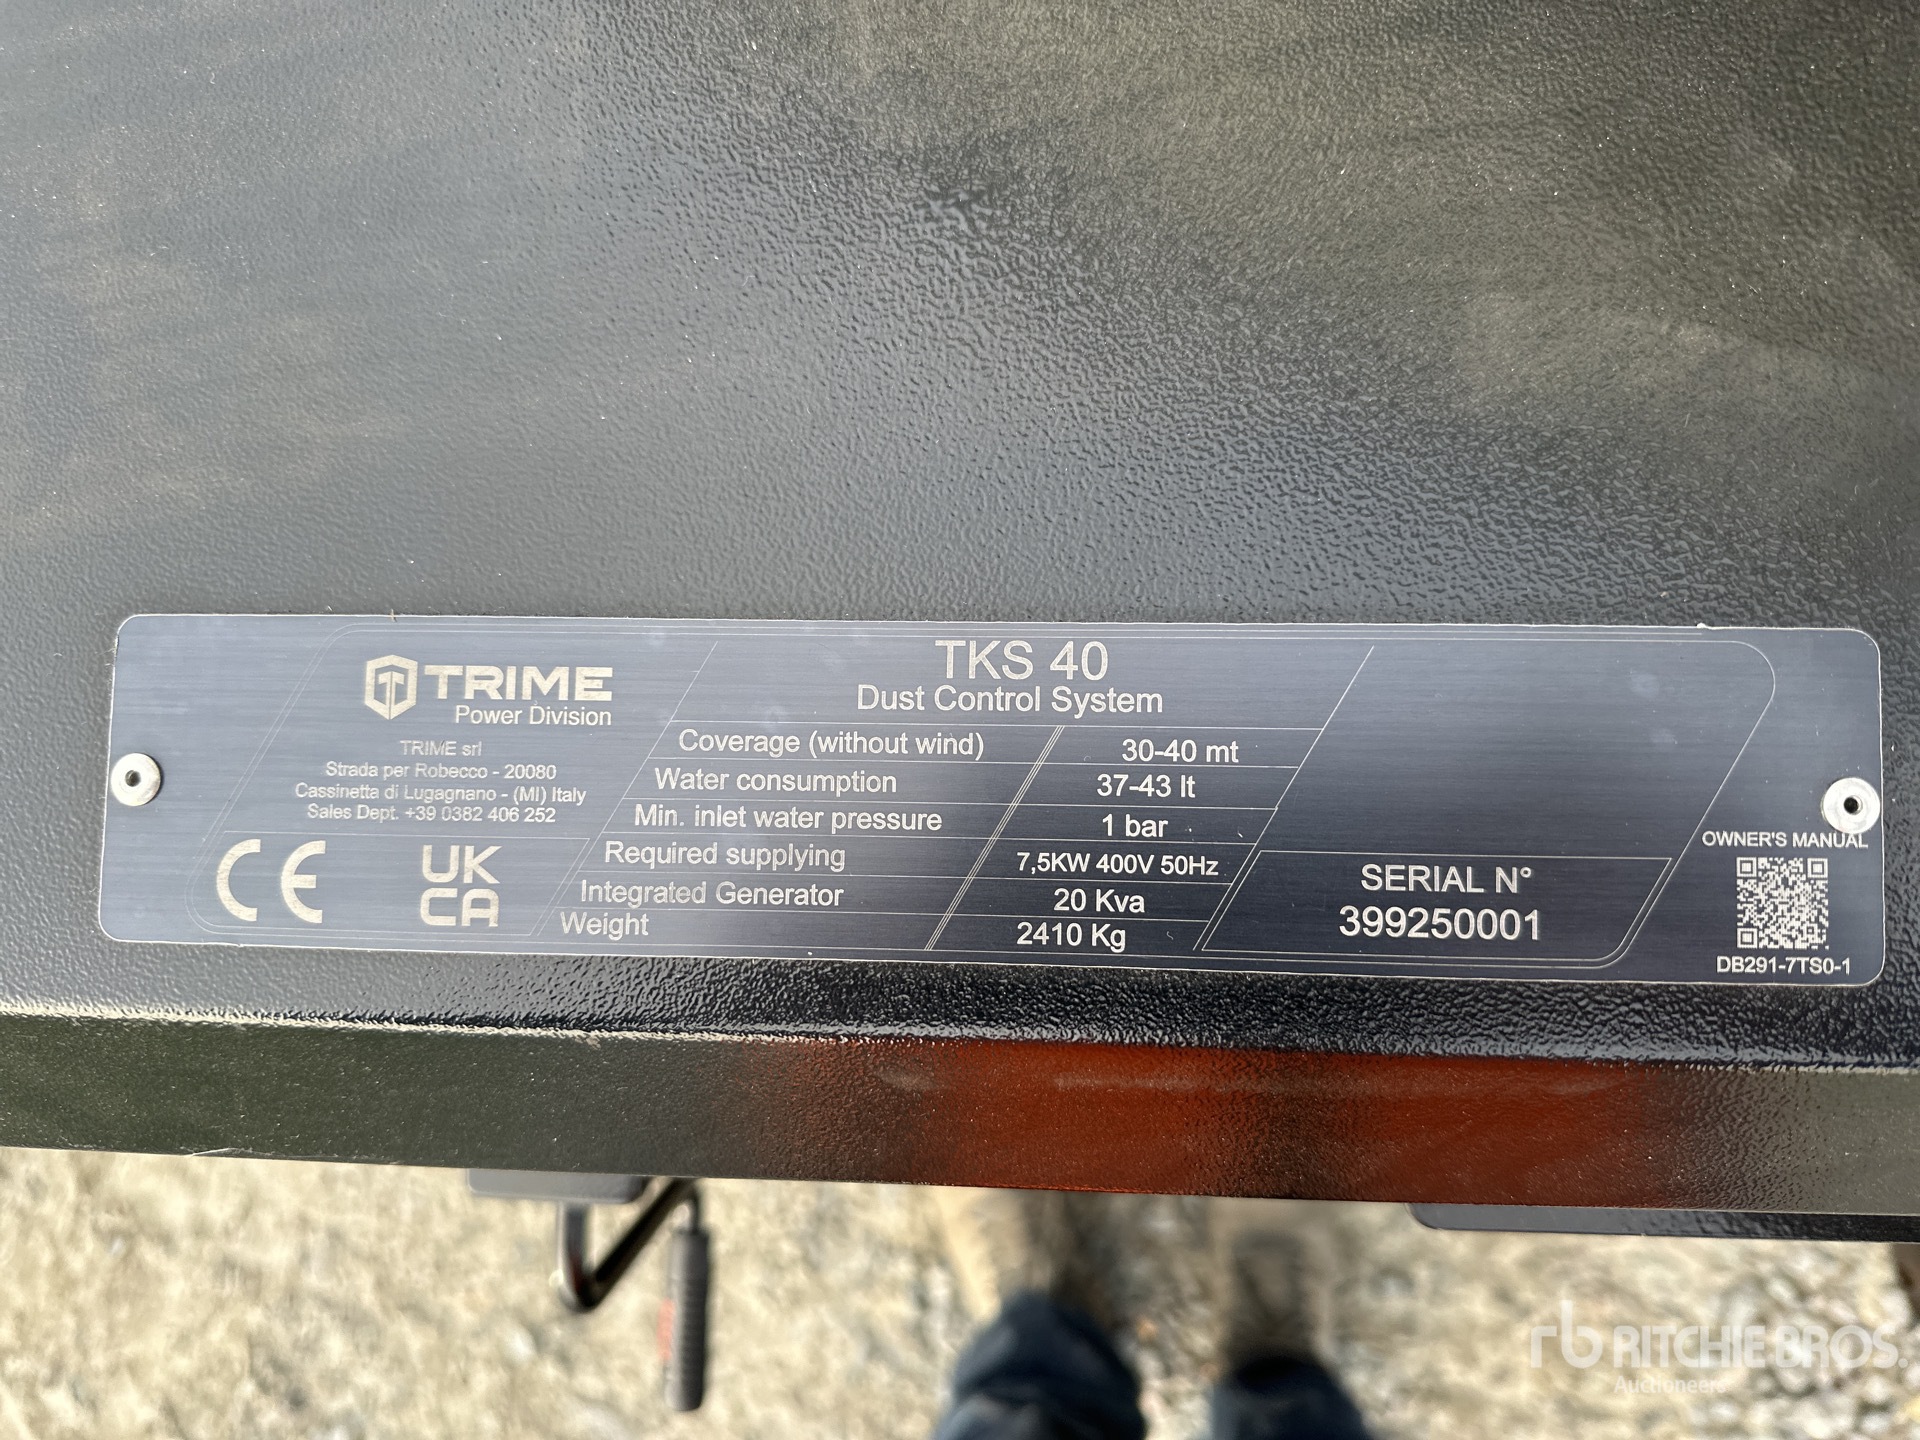 TRIME
Power Division
TRIME srl
Strada per Robecco - 20080
Cassinetta di Lugagnano - (MI) Italy
Sales Dept. +39 0382 406 252
CE
UK
CA
TKS 40
Dust Control System
Coverage (without wind) 30-40 mt
Water consumption 37-43 lt
Min. inlet water pressure 1 bar
Required supplying 7,5KW 400V 50Hz
Integrated Generator 20 Kva
Weight 2410 Kg
SERIAL N°
399250001
OWNER'S MANUAL
DB291-7TS0-1
rb RITCHIE BROS.
Auctioneers